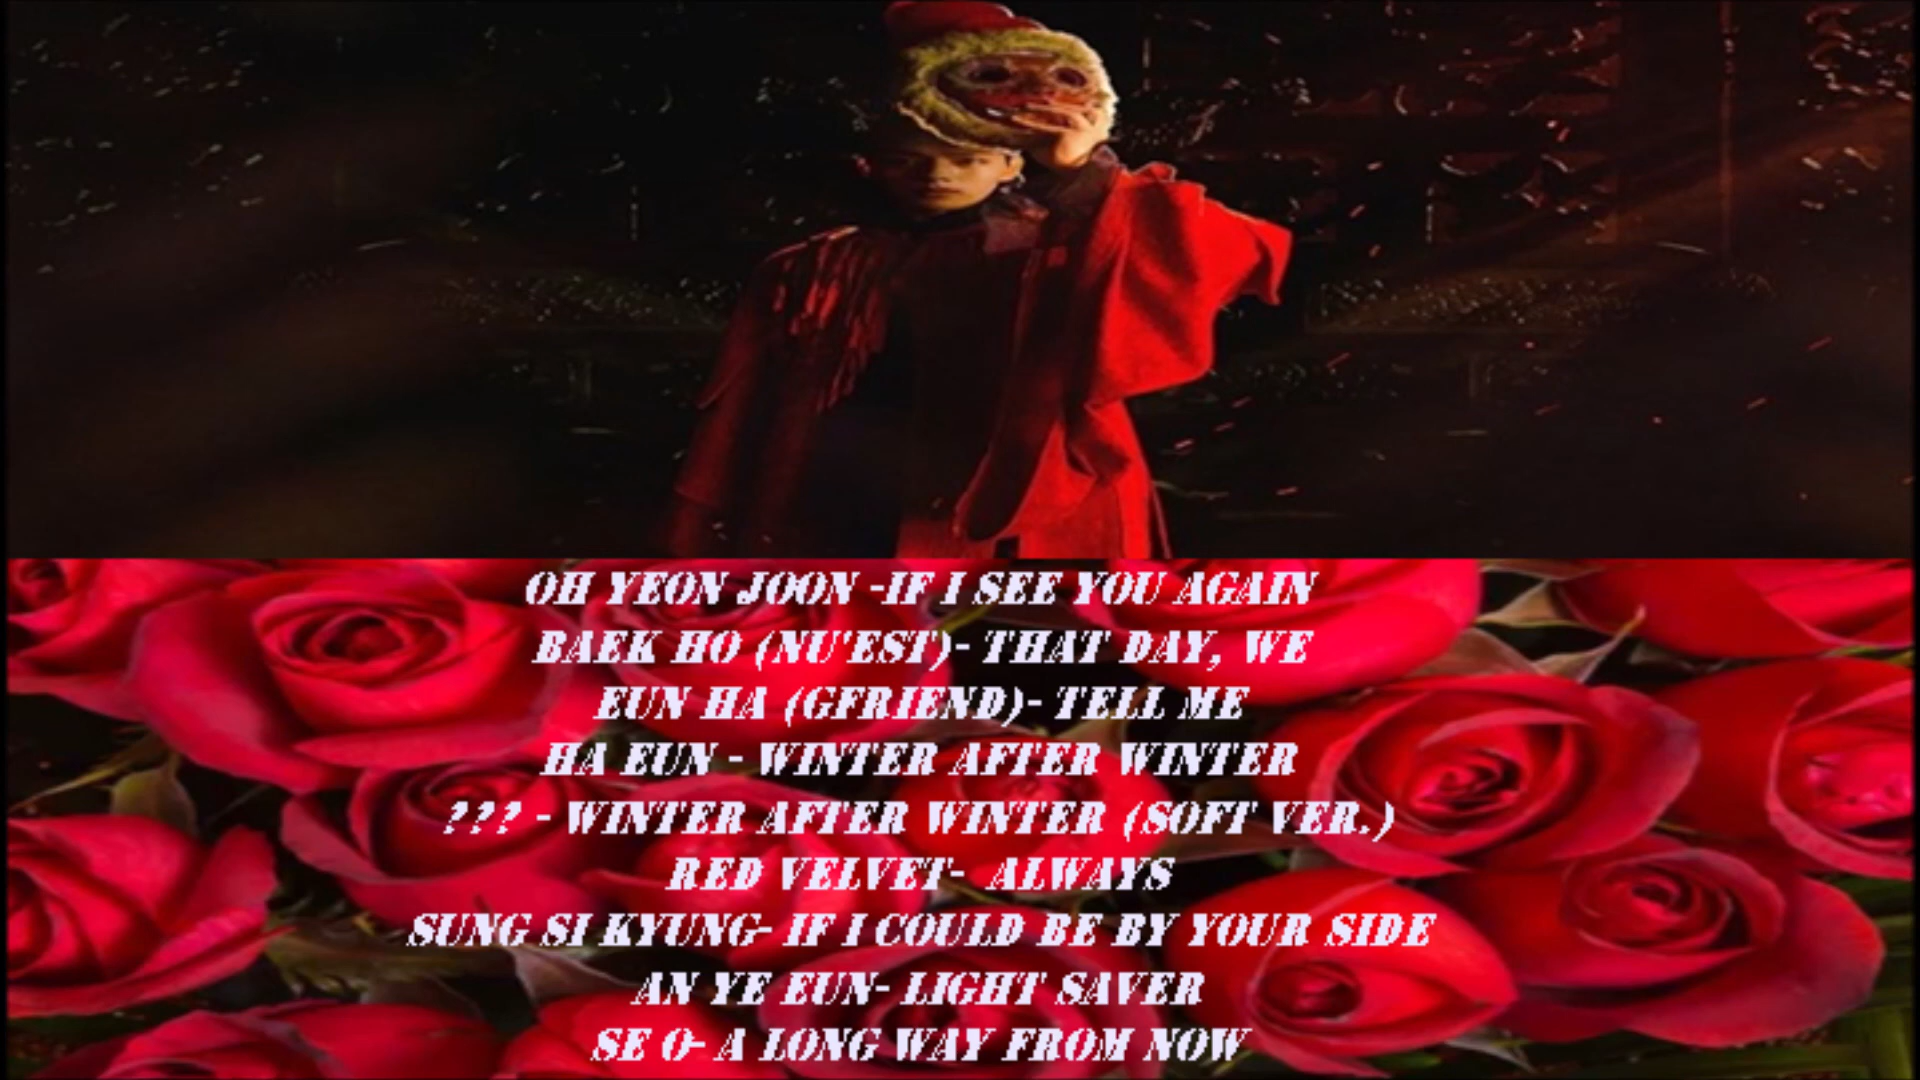 OH YEON JOON -IF I SEE YOU AGAIN
BAEK HO (NU'EST)- THAT DAY, WE
EUN HA (GFRIEND)- TELL ME
HA EUN - WINTER AFTER WINTER
??? - WINTER AFTER WINTER (SOFT VER.)
RED VELVET- ALWAYS
SUNG SI KYUNG- IF I COULD BE BY YOUR SIDE
AN YE EUN- LIGHT SAVER
SE O- A LONG WAY FROM NOW